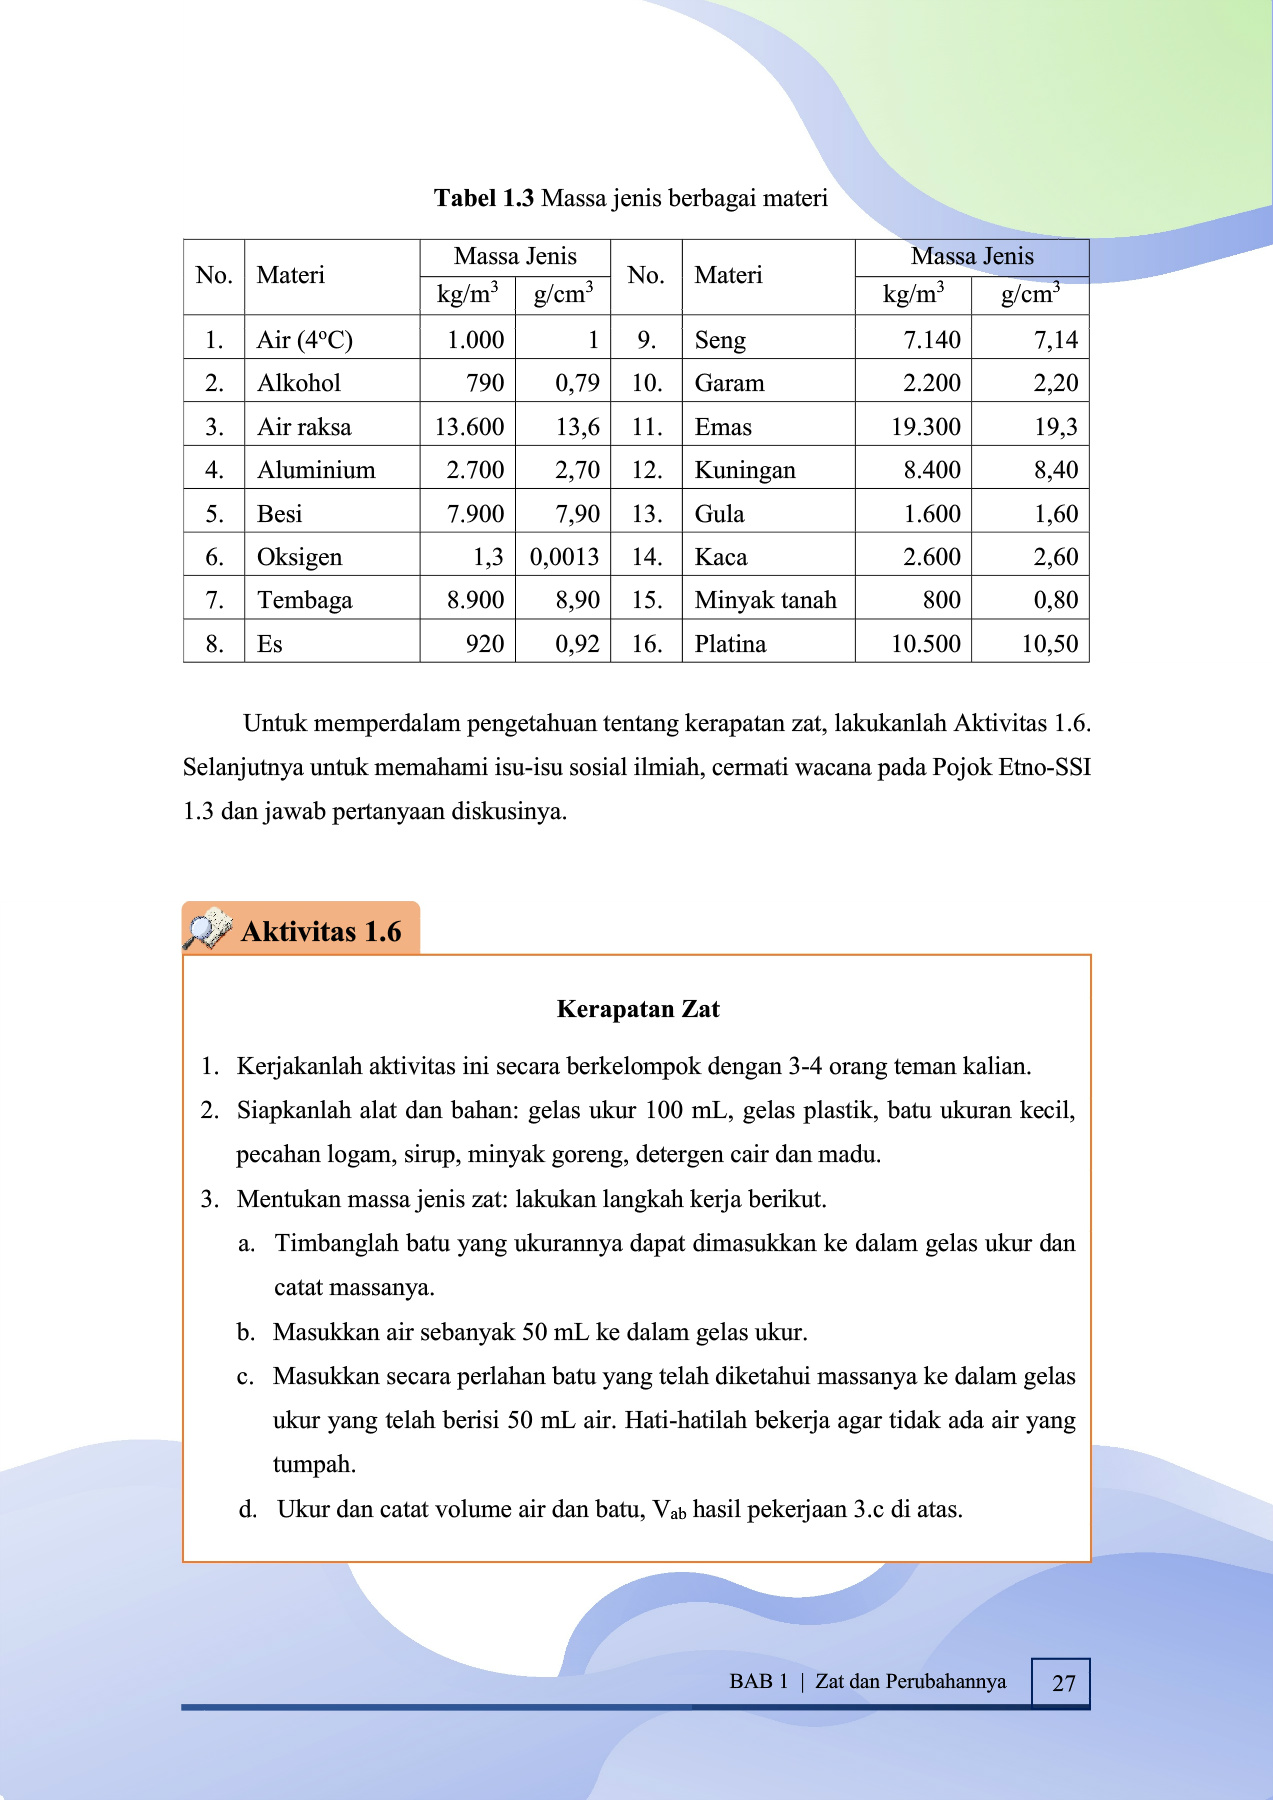 Tabel 1.3 Massa jenis berbagai materi
No. Materi Massa Jenis No. Materi Massa Jenis
kg/m³ g/cm³ kg/m³ g/cm³
1. Air (4°C) 1.000 1 9. Seng 7.140 7,14
2. Alkohol 790 0,79 10. Garam 2.200 2,20
3. Air raksa 13.600 13,6 11. Emas 19.300 19,3
4. Aluminium 2.700 2,70 12. Kuningan 8.400 8,40
5. Besi 7.900 7,90 13. Gula 1.600 1,60
6. Oksigen 1,3 0,0013 14. Kaca 2.600 2,60
7. Tembaga 8.900 8,90 15. Minyak tanah 800 0,80
8. Es 920 0,92 16. Platina 10.500 10,50
Untuk memperdalam pengetahuan tentang kerapatan zat, lakukanlah Aktivitas 1.6.
Selanjutnya untuk memahami isu-isu sosial ilmiah, cermati wacana pada Pojok Etno-SSI
1.3 dan jawab pertanyaan diskusinya.
Aktivitas 1.6
Kerapatan Zat
1. Kerjakanlah aktivitas ini secara berkelompok dengan 3-4 orang teman kalian.
2. Siapkanlah alat dan bahan: gelas ukur 100 mL, gelas plastik, batu ukuran kecil,
pecahan logam, sirup, minyak goreng, detergen cair dan madu.
3. Mentukan massa jenis zat: lakukan langkah kerja berikut.
a. Timbanglah batu yang ukurannya dapat dimasukkan ke dalam gelas ukur dan
catat massanya.
b. Masukkan air sebanyak 50 mL ke dalam gelas ukur.
c. Masukkan secara perlahan batu yang telah diketahui massanya ke dalam gelas
ukur yang telah berisi 50 mL air. Hati-hatilah bekerja agar tidak ada air yang
tumpah.
d. Ukur dan catat volume air dan batu, Vab hasil pekerjaan 3.c di atas.
BAB 1 | Zat dan Perubahannya 27